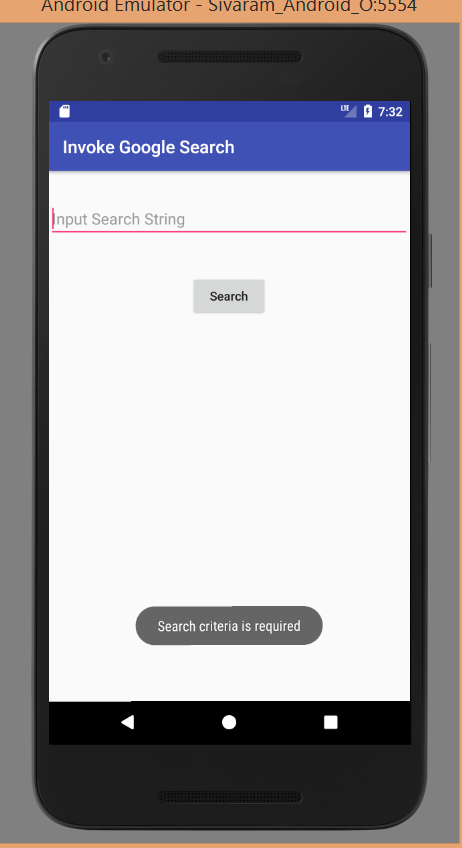 Android Emulator - Sivaram_Android_O:5554
LTE 7:32
Invoke Google Search
Input Search String
Search
Search criteria is required